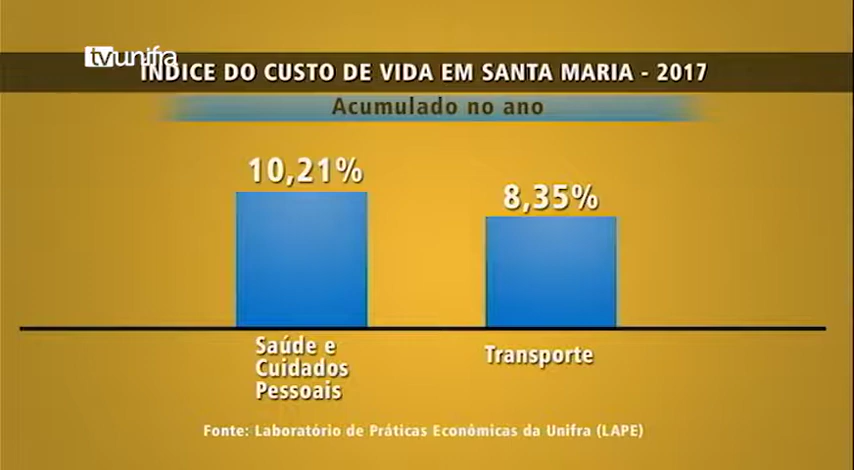 tvunifra
ÍNDICE DO CUSTO DE VIDA EM SANTA MARIA - 2017
Acumulado no ano
10,21%
8,35%
Saúde e
Cuidados
Pessoais
Transporte
Fonte: Laboratório de Práticas Econômicas da Unifra (LAPE)